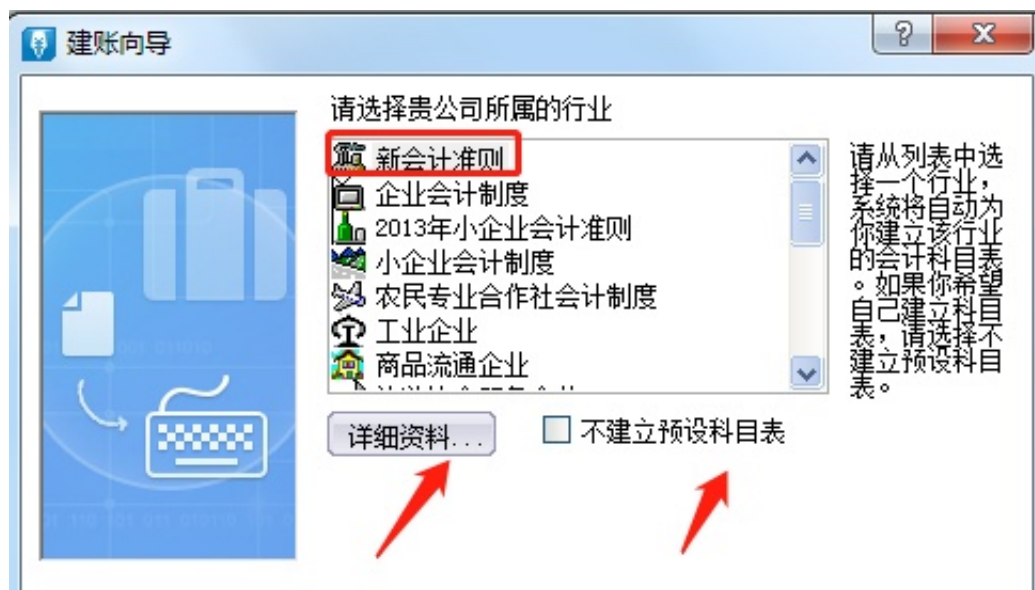 建账向导
请选择贵公司所属的行业
新会计准则
企业会计制度
2013年小企业会计准则
小企业会计制度
农民专业合作社会计制度
工业企业
商品流通企业
详细资料...
不建立预设科目表
请从列表中选
择一个行业,
系统将自动为
你建立该行业
的会计科目表
。如果你希望
自己建立科目
表,请选择不
建立预设科目
表。